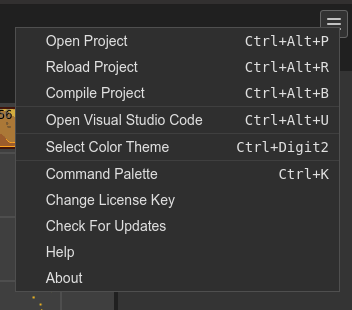 Open Project Ctrl+Alt+P
Reload Project Ctrl+Alt+R
Compile Project Ctrl+Alt+B
Open Visual Studio Code Ctrl+Alt+U
Select Color Theme Ctrl+Digit2
Command Palette Ctrl+K
Change License Key
Check For Updates
Help
About